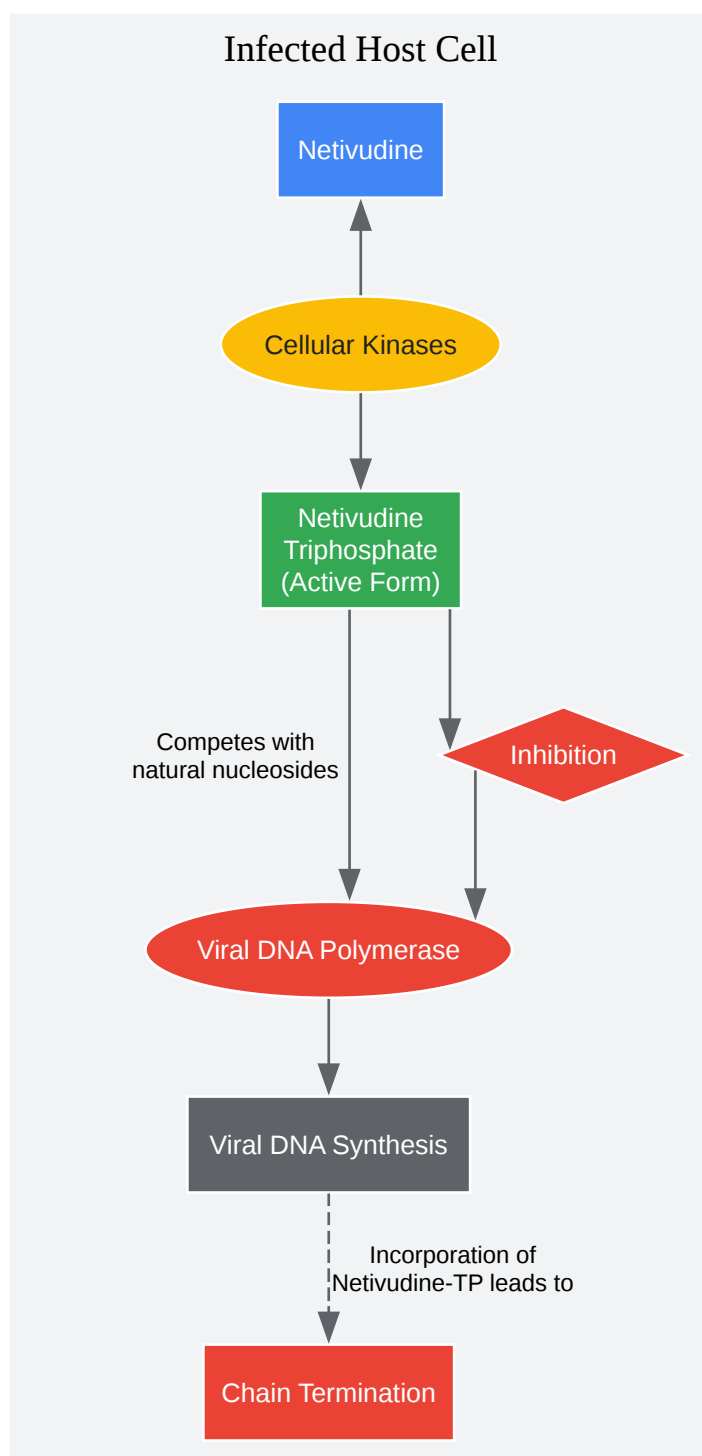 Infected Host Cell
Netivudine
Cellular Kinases
Netivudine
Triphosphate
(Active Form)
Competes with
natural nucleosides
Inhibition
Viral DNA Polymerase
Viral DNA Synthesis
Incorporation of
Netivudine-TP leads to
Chain Termination